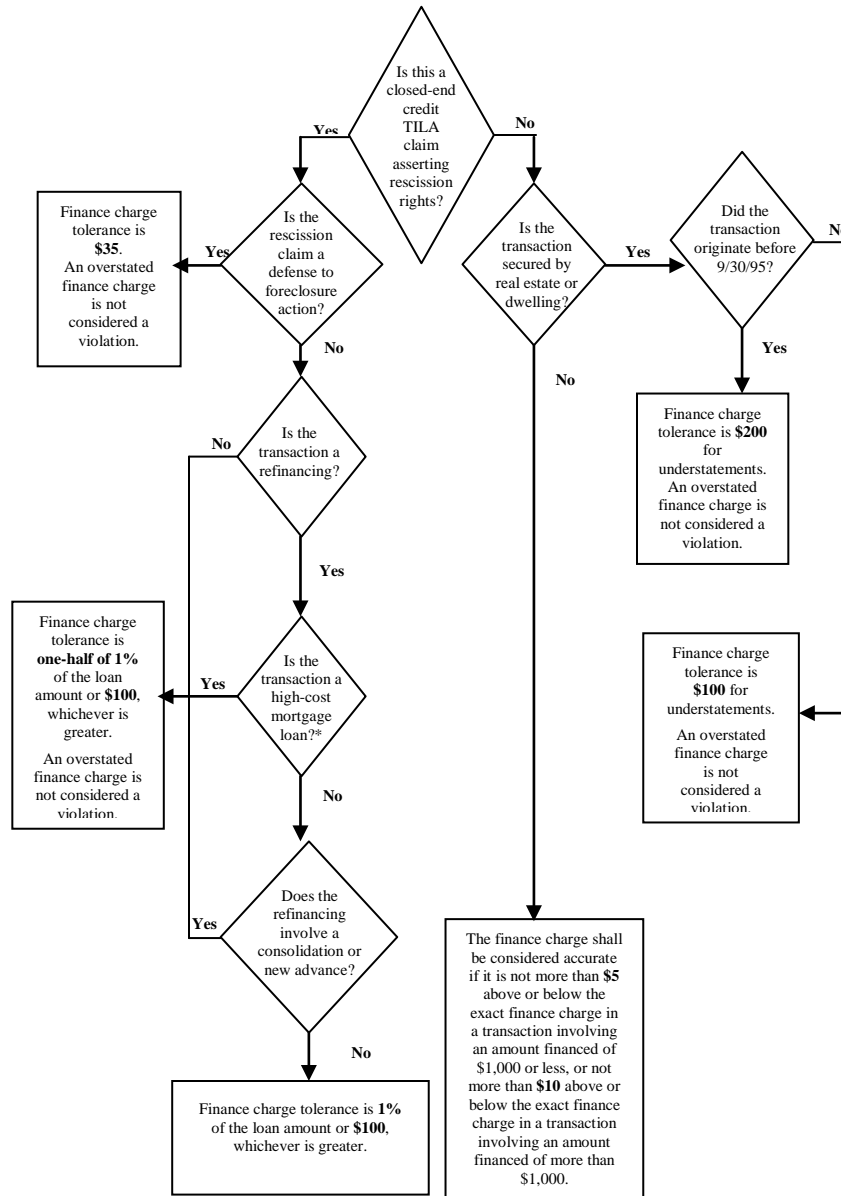 Is this a
closed-end
credit
TILA
claim
asserting
rescission
rights?
Yes
No
Is the
rescission
claim a
defense to
foreclosure
action?
Yes
Finance charge
tolerance is
$35.
An overstated
finance charge
is not
considered a
violation.
No
Is the
transaction
secured by
real estate or
dwelling?
Yes
Did the
transaction
originate before
9/30/95?
No
Yes
Finance charge
tolerance is $200
for
understatements.
An overstated
finance charge is
not considered a
violation.
No
Is the
transaction a
refinancing?
No
Yes
Is the
transaction a
high-cost
mortgage
loan?*
Yes
Finance charge
tolerance is
one-half of 1%
of the loan
amount or $100,
whichever is
greater.
An overstated
finance charge is
not considered a
violation.
No
Finance charge
tolerance is
$100 for
understatements.
An overstated
finance charge
is not
considered a
violation.
Does the
refinancing
involve a
consolidation or
new advance?
Yes
No
Finance charge tolerance is 1%
of the loan amount or $100,
whichever is greater.
The finance charge shall
be considered accurate
if it is not more than $5
above or below the
exact finance charge in
a transaction involving
an amount financed of
$1,000 or less, or not
more than $10 above or
below the exact finance
charge in a transaction
involving an amount
financed of more than
$1,000.